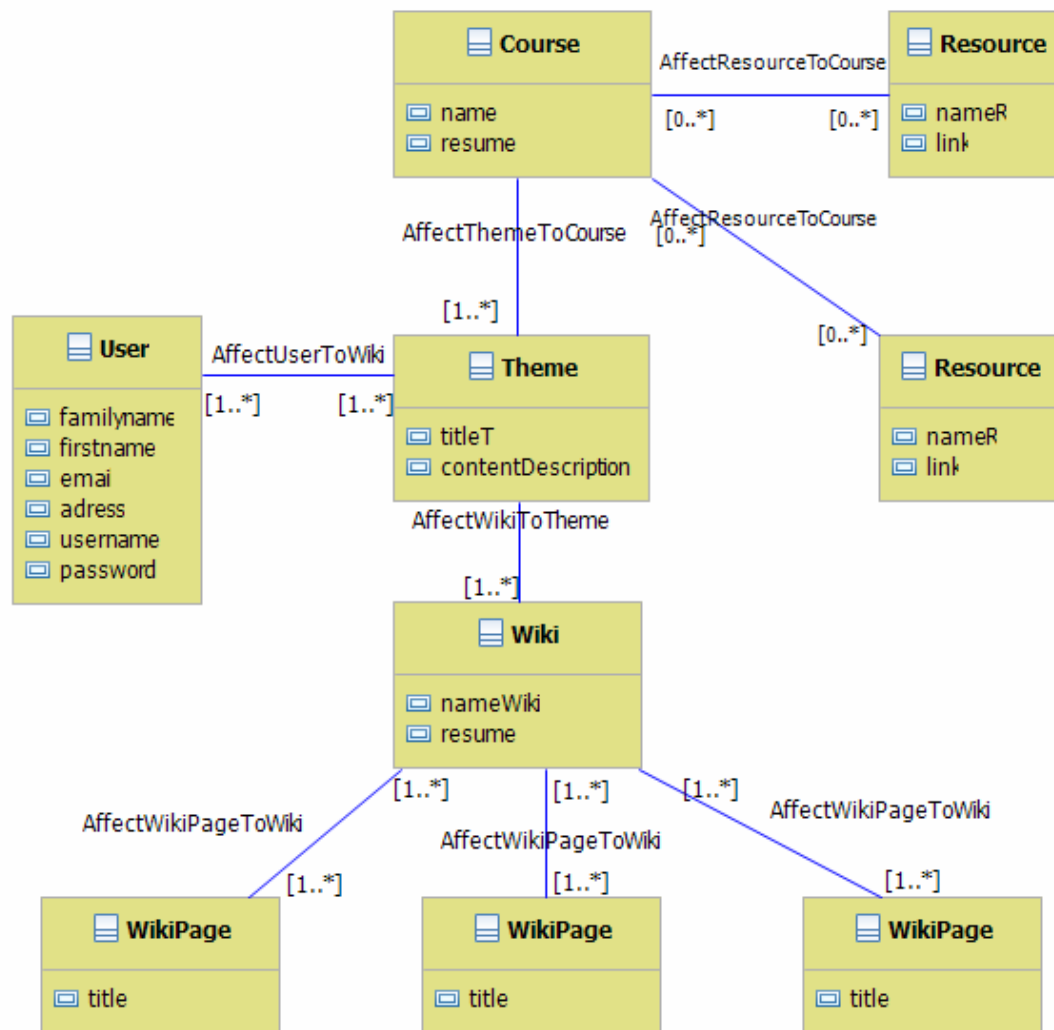 Course
name
resume
AffectResourceToCourse
[0..*]
[0..*]
Resource
nameR
link
AffectThemeToCourse
[1..*]
AffectResourceToCourse
[0..*]
[0..*]
User
familyname
firstname
emai
adress
username
password
AffectUserToWiki
[1..*]
[1..*]
Theme
titleT
contentDescription
Resource
nameR
link
AffectWikiToTheme
[1..*]
Wiki
nameWiki
resume
[1..*]
[1..*]
[1..*]
AffectWikiPageToWiki
AffectWikiPageToWiki
AffectWikiPageToWiki
[1..*]
[1..*]
[1..*]
WikiPage
title
WikiPage
title
WikiPage
title